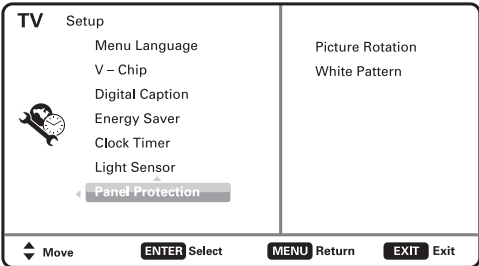 TV Setup
Menu Language
V – Chip
Digital Caption
Energy Saver
Clock Timer
Light Sensor
Panel Protection
Picture Rotation
White Pattern
Move ENTER Select MENU Return EXIT Exit